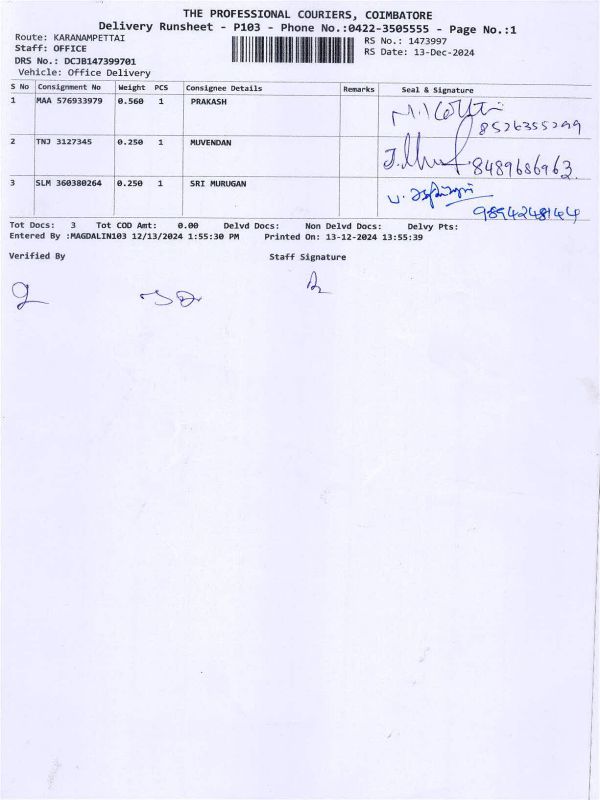 THE PROFESSIONAL COURIERS, COIMBATORE
Delivery Runsheet - P103 - Phone No.:0422-3505555 - Page No.:1
Route: KARANAMPETTAI RS No.: 1473997
Staff: OFFICE RS Date: 13-Dec-2024
DRS No.: DCJB147399701
Vehicle: Office Delivery
S No Consignment No Weight PCS Consignee Details Remarks Seal & Signature
1 MAA 576933979 0.560 1 PRAKASH
8526355299
2 TNJ 3127345 0.250 1 MUVENDAN
8489686963
3 SLM 360380264 0.250 1 SRI MURUGAN
9894248144
Tot Docs: 3 Tot COD Amt: 0.00 Delvd Docs: Non Delvd Docs: Delvy Pts:
Entered By :MAGDALIN103 12/13/2024 1:55:30 PM Printed On: 13-12-2024 13:55:39
Verified By Staff Signature